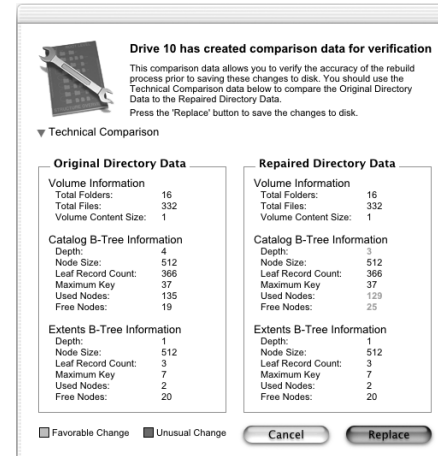 Drive 10 has created comparison data for verification
This comparison data allows you to verify the accuracy of the rebuild
process prior to saving these changes to disk. You should use the
Technical Comparison data below to compare the Original Directory
Data to the Repaired Directory Data.
Press the 'Replace' button to save the changes to disk.
Technical Comparison
Original Directory Data
Volume Information
Total Folders: 16
Total Files: 332
Volume Content Size: 1
Catalog B-Tree Information
Depth: 4
Node Size: 512
Leaf Record Count: 366
Maximum Key 37
Used Nodes: 135
Free Nodes: 19
Extents B-Tree Information
Depth: 1
Node Size: 512
Leaf Record Count: 3
Maximum Key 7
Used Nodes: 2
Free Nodes: 20
Repaired Directory Data
Volume Information
Total Folders: 16
Total Files: 332
Volume Content Size: 1
Catalog B-Tree Information
Depth: 3
Node Size: 512
Leaf Record Count: 366
Maximum Key 37
Used Nodes: 129
Free Nodes: 25
Extents B-Tree Information
Depth: 1
Node Size: 512
Leaf Record Count: 3
Maximum Key 7
Used Nodes: 2
Free Nodes: 20
Favorable Change
Unusual Change
Cancel
Replace